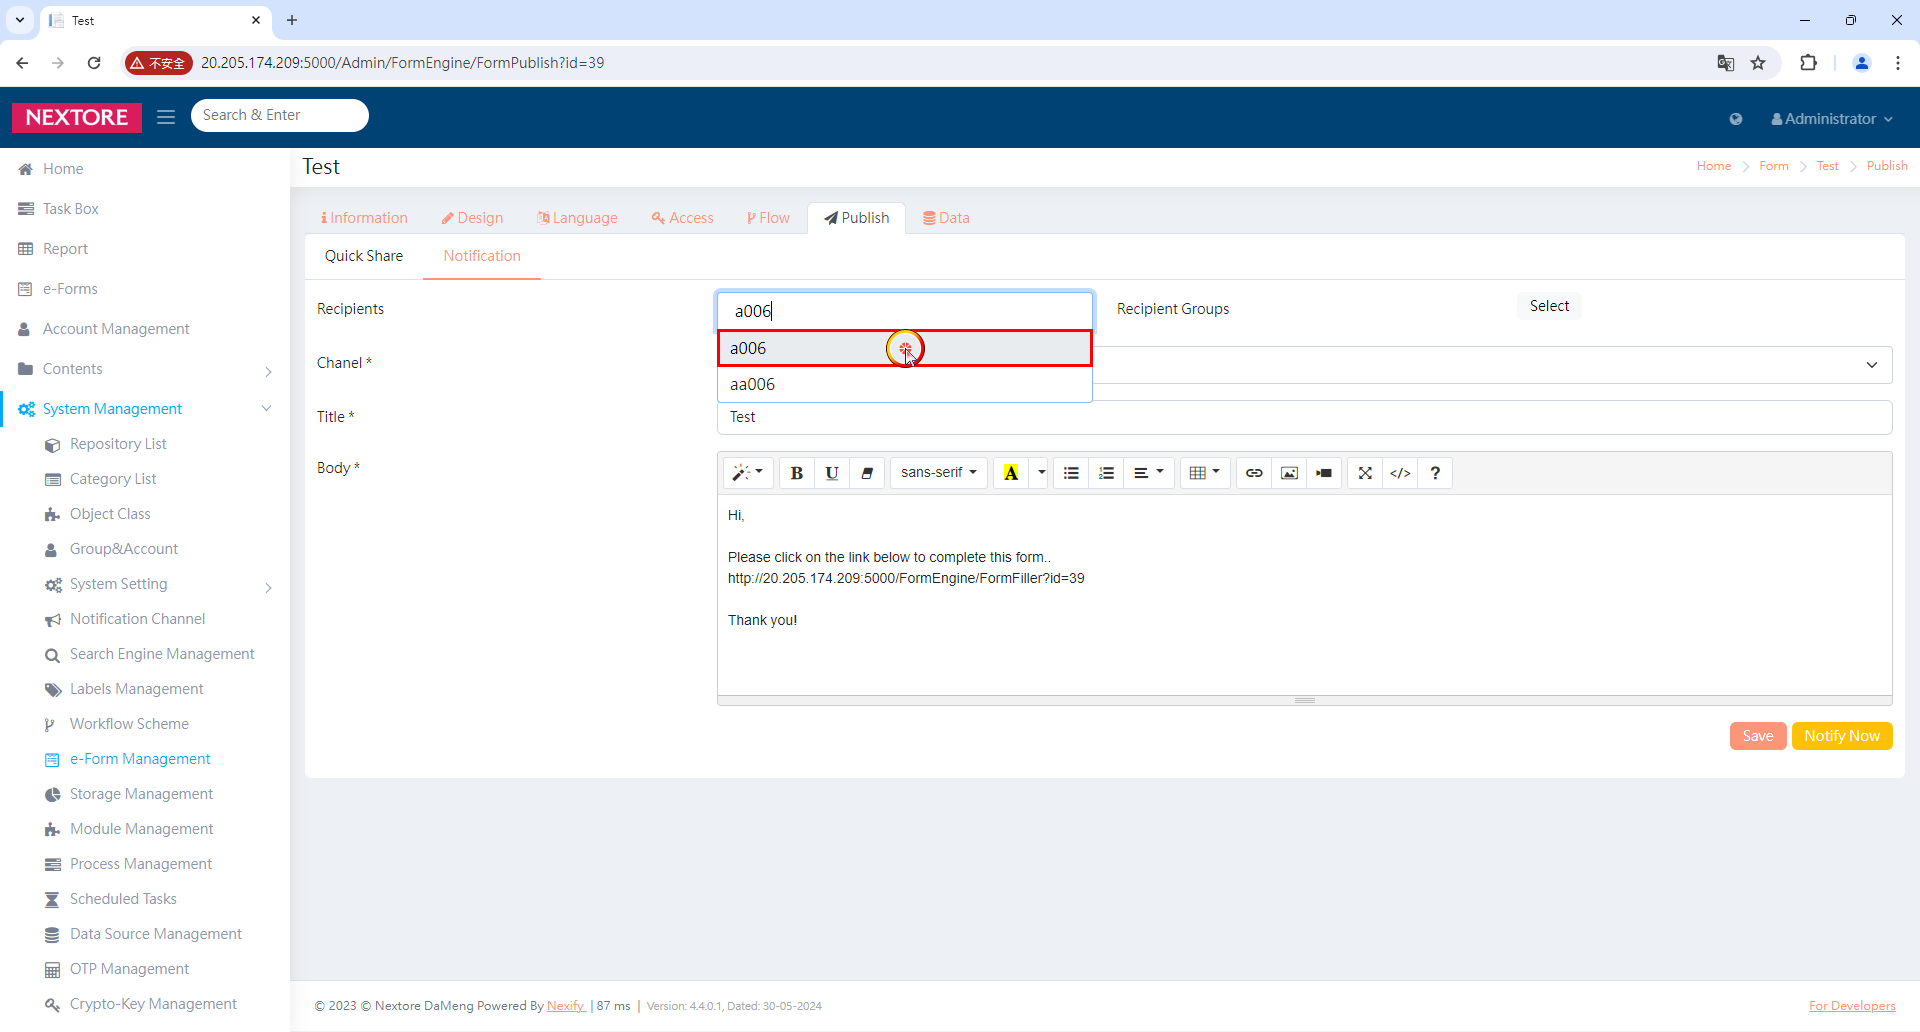 Test
不安全
20.205.174.209:5000/Admin/FormEngine/FormPublish?id=39
NEXTORE
Search & Enter
Administrator
Home
Task Box
Report
e-Forms
Account Management
Contents
System Management
Repository List
Category List
Object Class
Group&Account
System Setting
Notification Channel
Search Engine Management
Labels Management
Workflow Scheme
e-Form Management
Storage Management
Module Management
Process Management
Scheduled Tasks
Data Source Management
OTP Management
Crypto-Key Management
Test
Home > Form > Test > Publish
Information Design Language Access Flow Publish Data
Quick Share Notification
Recipients
a006
Recipient Groups
Select
a006
aa006
Chanel *
Title *
Test
Body *
B U sans-serif A </> ?
Hi,
Please click on the link below to complete this form..
http://20.205.174.209:5000/FormEngine/FormFiller?id=39
Thank you!
Save Notify Now
© 2023 © Nextore DaMeng Powered By Nexify | 87 ms | Version: 4.4.0.1, Dated: 30-05-2024
For Developers